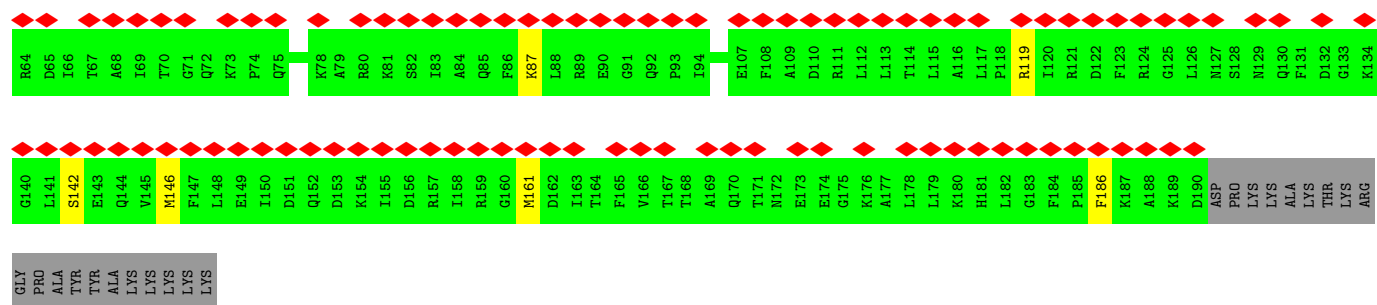 R64 D65 I66 T67 A68 I69 T70 G71 Q72 K73 P74 Q75 K78 A79 R80 K81 S82 I83 A84 Q85 F86 K87 L88 R89 E90 G91 Q92 P93 I94 E107 F108 A109 D110 R111 L112 L113 T114 L115 A116 L117 P118 R119 I120 R121 D122 F123 R124 G125 L126 N127 S128 N129 Q130 F131 D132 G133 K134
G140 L141 S142 E143 Q144 V145 M146 F147 L148 E149 I150 D151 Q152 D153 K154 I155 D156 R157 I158 R159 G160 M161 D162 I163 T164 F165 V166 T167 T168 A169 Q170 T171 N172 E173 E174 G175 K176 A177 L178 L179 K180 H181 L182 G183 F184 P185 F186 K187 A188 K189 D190 ASP PRO LYS LYS ALA LYS THR LYS ARG
GLY PRO ALA TYR TYR ALA LYS LYS LYS LYS LYS